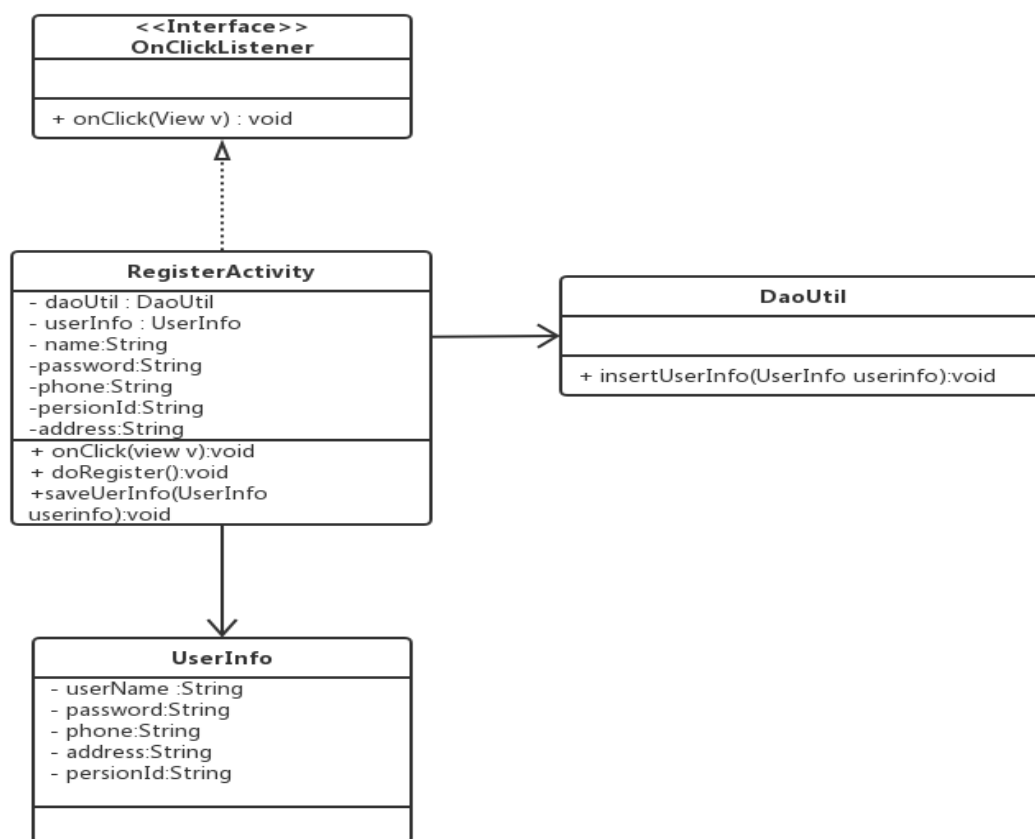 <<Interface>>
OnClickListener
+ onClick(View v) : void
RegisterActivity
- daoUtil : DaoUtil
- userInfo : UserInfo
- name:String
-password:String
-phone:String
-persionId:String
-address:String
+ onClick(view v):void
+ doRegister():void
+saveUerInfo(UserInfo
userinfo):void
DaoUtil
+ insertUserInfo(UserInfo userinfo):void
UserInfo
- userName :String
- password:String
- phone:String
- address:String
- persionId:String